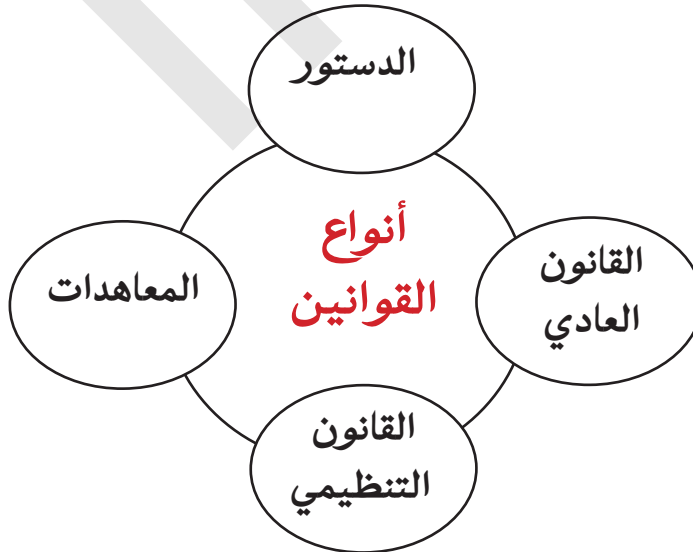 الدستور
أنواع
القوانين
القانون
العادي
المعاهدات
القانون
التنظيمي